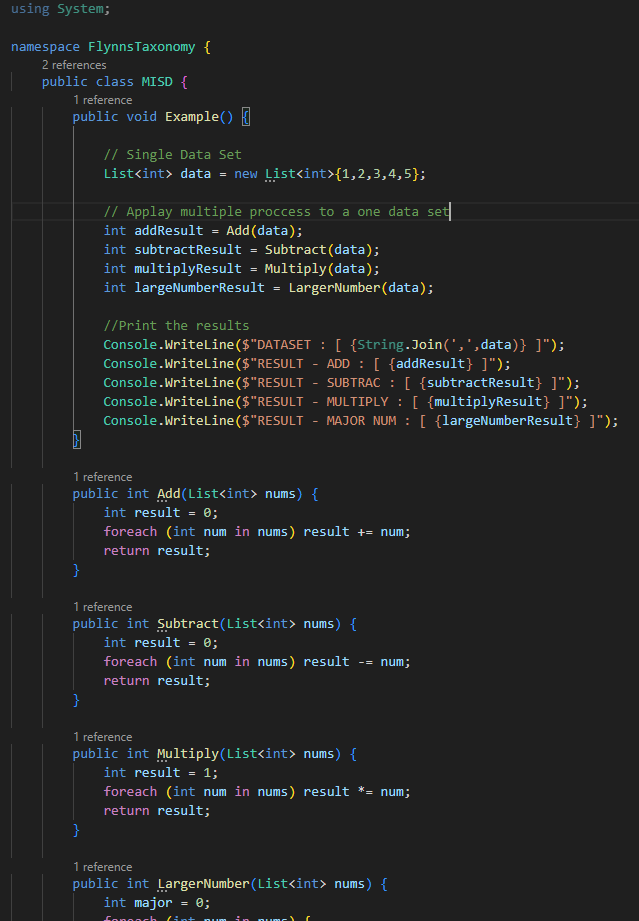 using System;
namespace FlynnsTaxonomy {
2 references
public class MISD {
1 reference
public void Example() {
// Single Data Set
List<int> data = new List<int>{1,2,3,4,5};
// Applay multiple proccess to a one data set
int addResult = Add(data);
int subtractResult = Subtract(data);
int multiplyResult = Multiply(data);
int largeNumberResult = LargerNumber(data);
//Print the results
Console.WriteLine($"DATASET : [ {String.Join(',',data)} ]");
Console.WriteLine($"RESULT - ADD : [ {addResult} ]");
Console.WriteLine($"RESULT - SUBTRAC : [ {subtractResult} ]");
Console.WriteLine($"RESULT - MULTIPLY : [ {multiplyResult} ]");
Console.WriteLine($"RESULT - MAJOR NUM : [ {largeNumberResult} ]");
}
1 reference
public int Add(List<int> nums) {
int result = 0;
foreach (int num in nums) result += num;
return result;
}
1 reference
public int Subtract(List<int> nums) {
int result = 0;
foreach (int num in nums) result -= num;
return result;
}
1 reference
public int Multiply(List<int> nums) {
int result = 1;
foreach (int num in nums) result *= num;
return result;
}
1 reference
public int LargerNumber(List<int> nums) {
int major = 0;
foreach (int num in nums) {